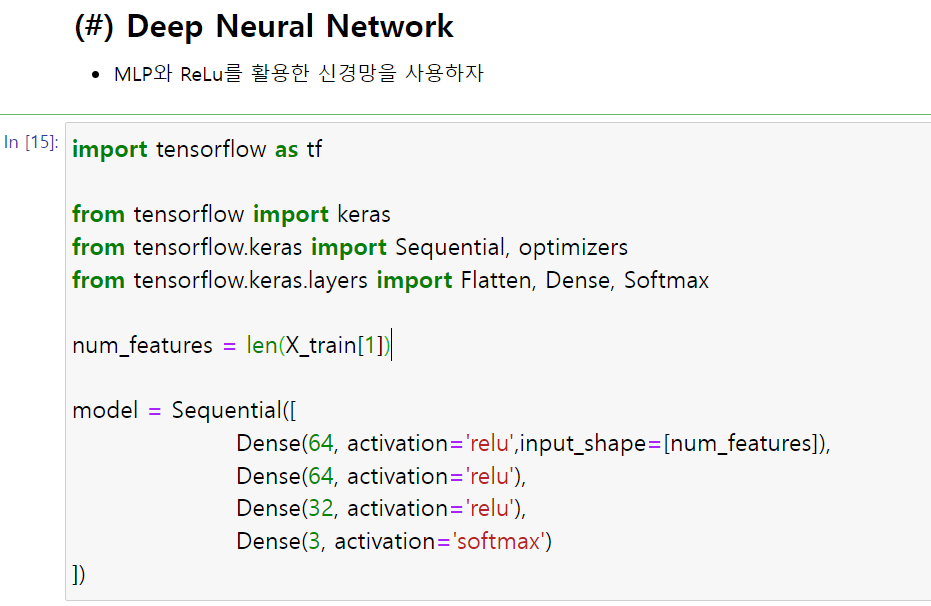 (#) Deep Neural Network
• MLP와 ReLu를 활용한 신경망을 사용하자
In [15]:
import tensorflow as tf
from tensorflow import keras
from tensorflow.keras import Sequential, optimizers
from tensorflow.keras.layers import Flatten, Dense, Softmax
num_features = len(X_train[1])
model = Sequential([
Dense(64, activation='relu',input_shape=[num_features]),
Dense(64, activation='relu'),
Dense(32, activation='relu'),
Dense(3, activation='softmax')
])